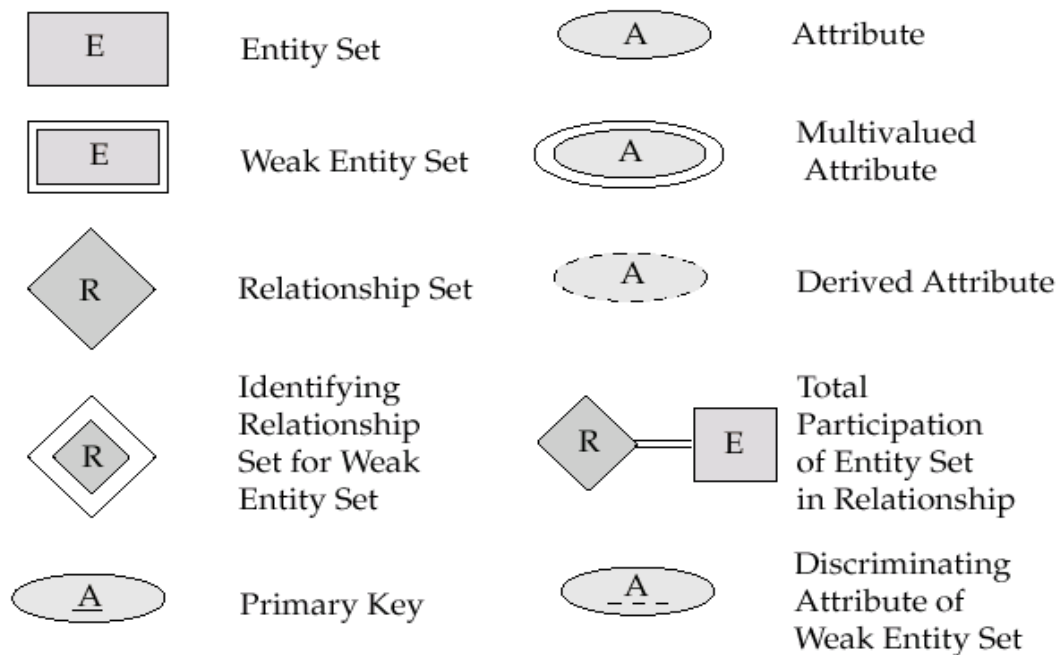 E
Entity Set
A
Attribute
E
Weak Entity Set
A
Multivalued
Attribute
R
Relationship Set
A
Derived Attribute
R
Identifying
Relationship
Set for Weak
Entity Set
R
E
Total
Participation
of Entity Set
in Relationship
A
Primary Key
A
Discriminating
Attribute of
Weak Entity Set